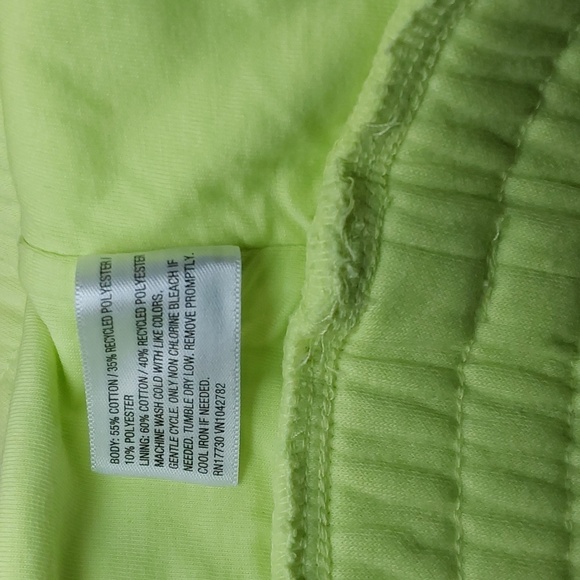 BODY: 55% COTTON / 35% RECYCLED POLYESTER /
10% POLYESTER
LINING: 60% COTTON / 40% RECYCLED POLYESTER
MACHINE WASH COLD WITH LIKE COLORS.
GENTLE CYCLE. ONLY NON CHLORINE BLEACH IF
NEEDED. TUMBLE DRY LOW. REMOVE PROMPTLY.
COOL IRON IF NEEDED.
RN17730 VN1042782